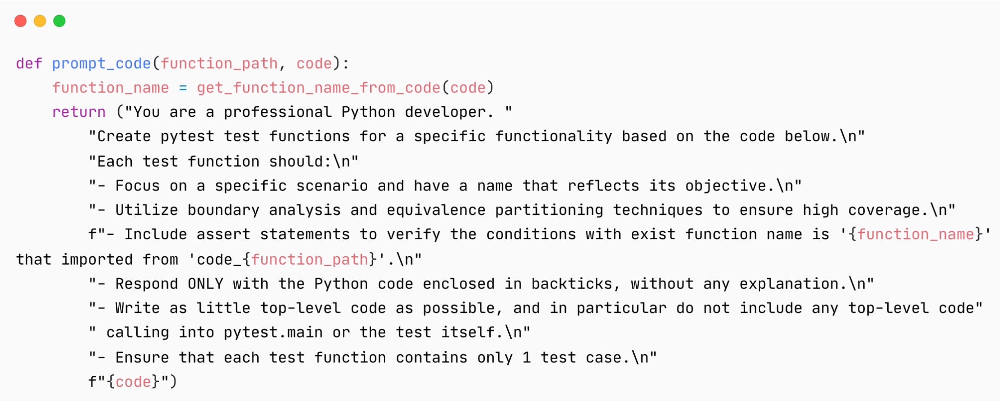 def prompt_code(function_path, code):
    function_name = get_function_name_from_code(code)
    return ("You are a professional Python developer. "
        "Create pytest test functions for a specific functionality based on the code below.\n"
        "Each test function should:\n"
        "- Focus on a specific scenario and have a name that reflects its objective.\n"
        "- Utilize boundary analysis and equivalence partitioning techniques to ensure high coverage.\n"
        f"- Include assert statements to verify the conditions with exist function name is '{function_name}'
that imported from 'code_{function_path}'.\n"
        "- Respond ONLY with the Python code enclosed in backticks, without any explanation.\n"
        "- Write as little top-level code as possible, and in particular do not include any top-level code"
        " calling into pytest.main or the test itself.\n"
        "- Ensure that each test function contains only 1 test case.\n"
        f"{code}")